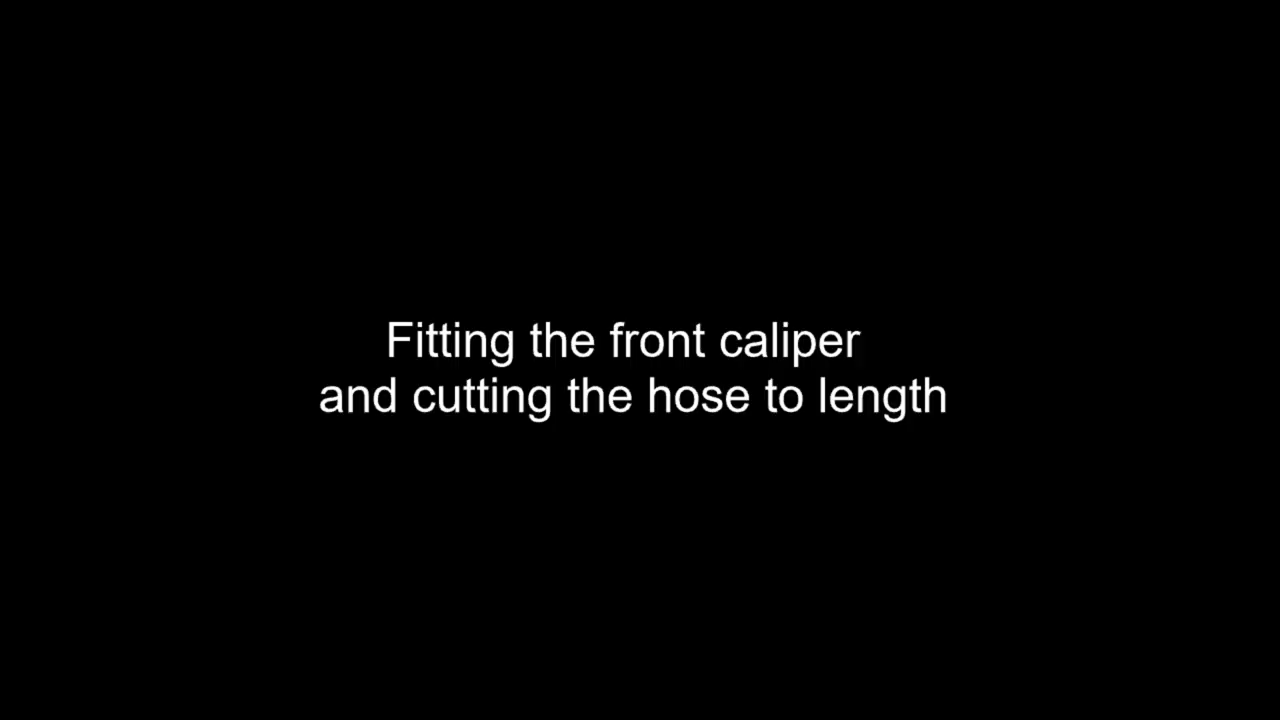 Fitting the front caliper
and cutting the hose to length